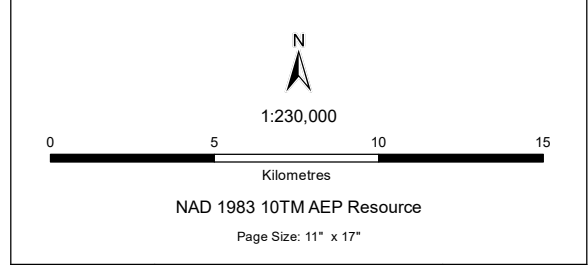 N
1:230,000
0 5 10 15
Kilometres
NAD 1983 10TM AEP Resource
Page Size: 11" x 17"